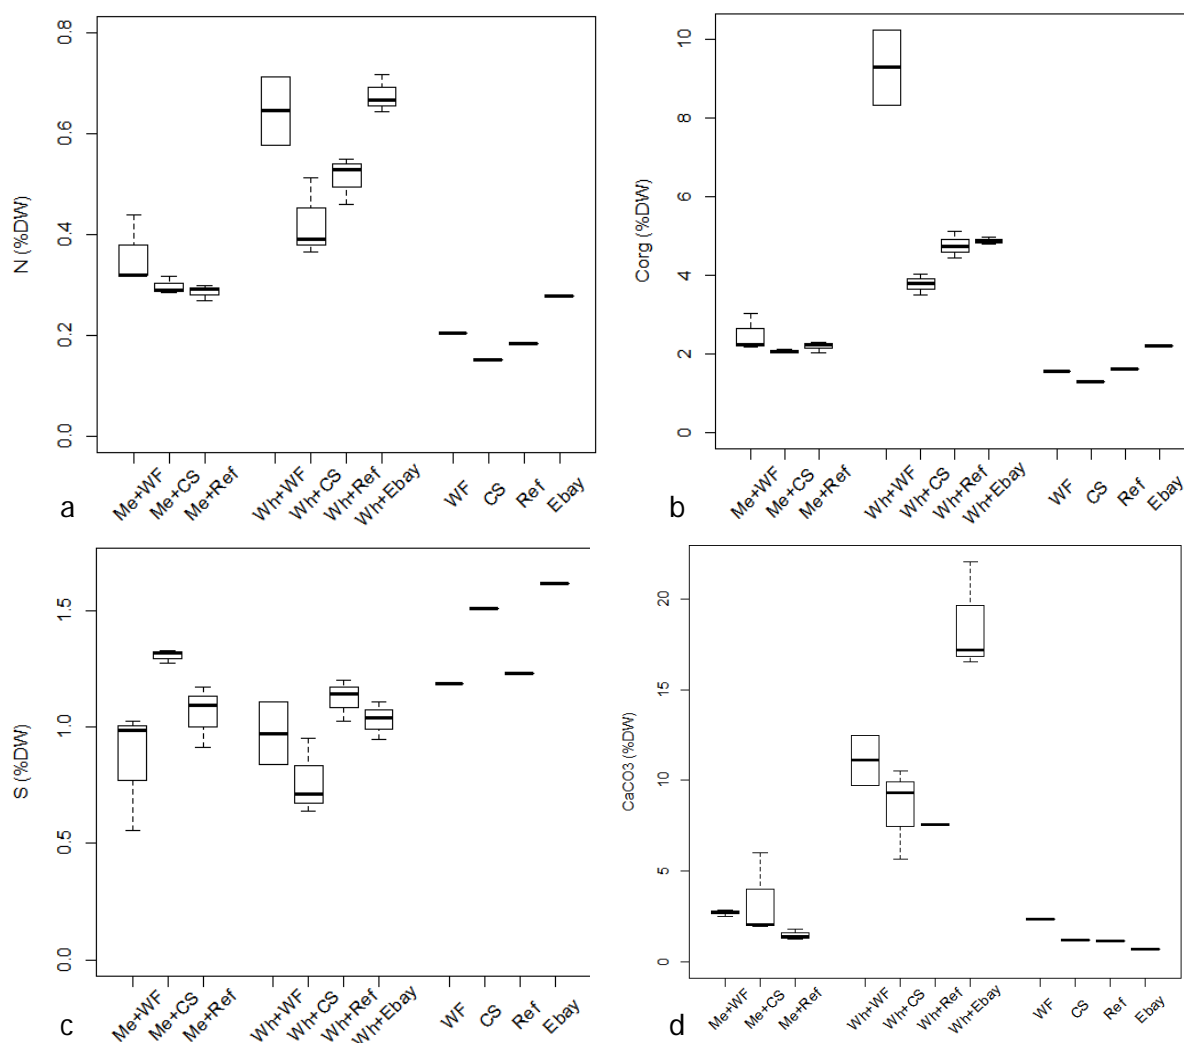 N (%DW)
0.0
0.2
0.4
0.6
0.8
Me+WF
Me+CS
Me+Ref
Wh+WF
Wh+CS
Wh+Ref
Wh+Ebay
WF
CS
Ref
Ebay
a
Corg (%DW)
0
2
4
6
8
10
Me+WF
Me+CS
Me+Ref
Wh+WF
Wh+CS
Wh+Ref
Wh+Ebay
WF
CS
Ref
Ebay
b
S (%DW)
0.0
0.5
1.0
1.5
Me+WF
Me+CS
Me+Ref
Wh+WF
Wh+CS
Wh+Ref
Wh+Ebay
WF
CS
Ref
Ebay
c
CaCO3 (%DW)
0
5
10
15
20
Me+WF
Me+CS
Me+Ref
Wh+WF
Wh+CS
Wh+Ref
Wh+Ebay
WF
CS
Ref
Ebay
d